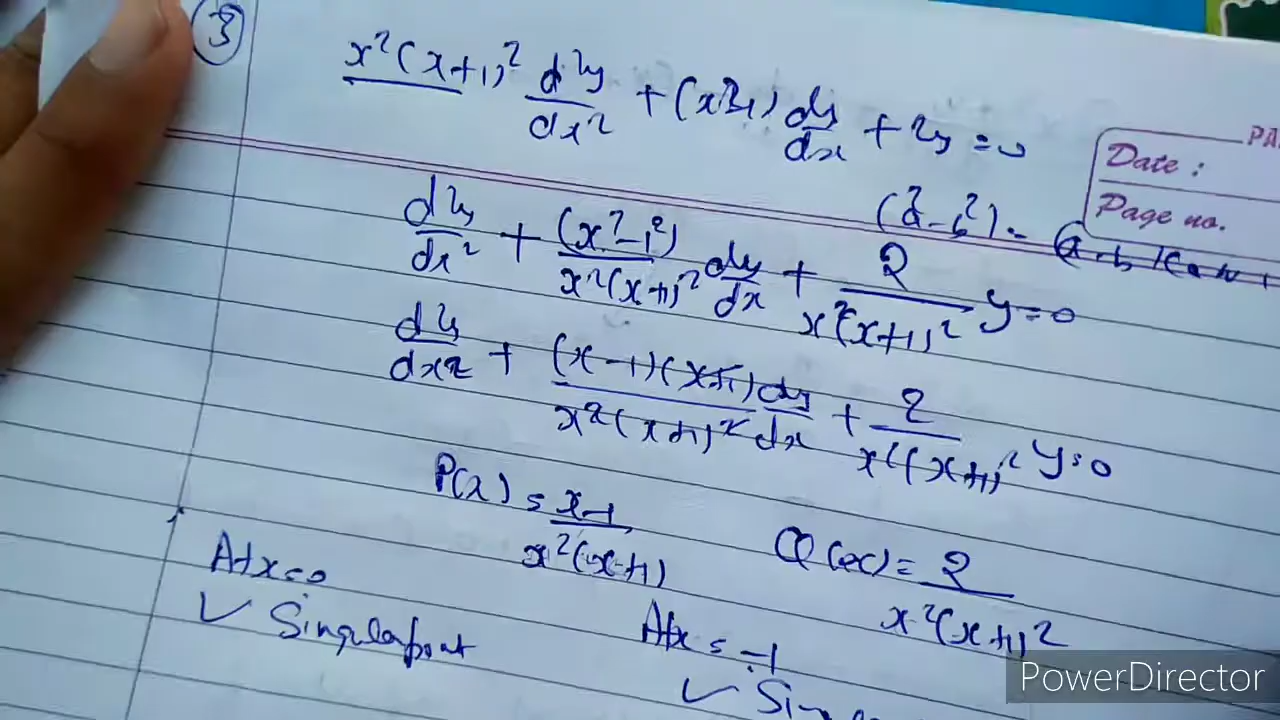 3
x²(x+1)² d²y/dx² + (x²-1) dy/dx + 2y = 0
Date :
Page no.
(a²-b²) =
d²y/dx² + (x²-1²)/x²(x+1)² dy/dx + 2/x²(x+1)² y = 0
d²y/dx² + (x-1)(x+1)/x²(x+1)² dy/dx + 2/x²(x+1)² y = 0
P(x) = x-1/x²(x+1)
Q(x) = 2/x²(x+1)²
At x = 0
✓ Singular point
At x = -1
✓
PowerDirector